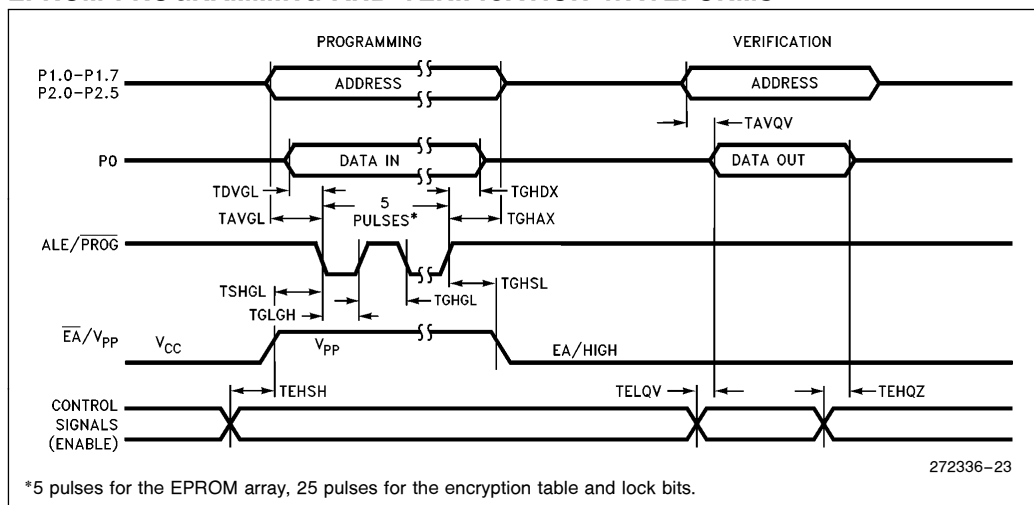 PROGRAMMING VERIFICATION
P1.0–P1.7
P2.0–P2.5
ADDRESS ADDRESS
TAVQV
P0 DATA IN DATA OUT
TDVGL 5 TGHDX
TAVGL PULSES* TGHAX
ALE/PROG
TSHGL TGHGL TGHSL
TGLGH
EA/VPP VCC VPP EA/HIGH
TEHSH TELQV TEHQZ
CONTROL
SIGNALS
(ENABLE)
272336–23
*5 pulses for the EPROM array, 25 pulses for the encryption table and lock bits.